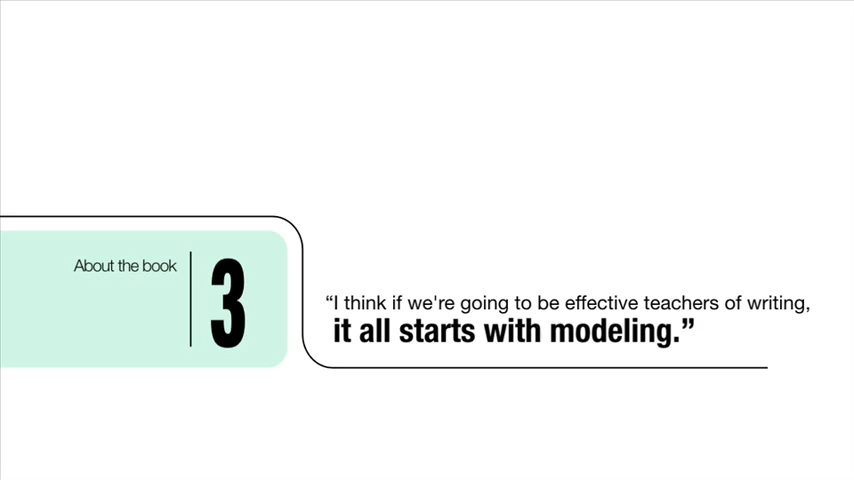 About the book
3
“I think if we're going to be effective teachers of writing,
it all starts with modeling.”